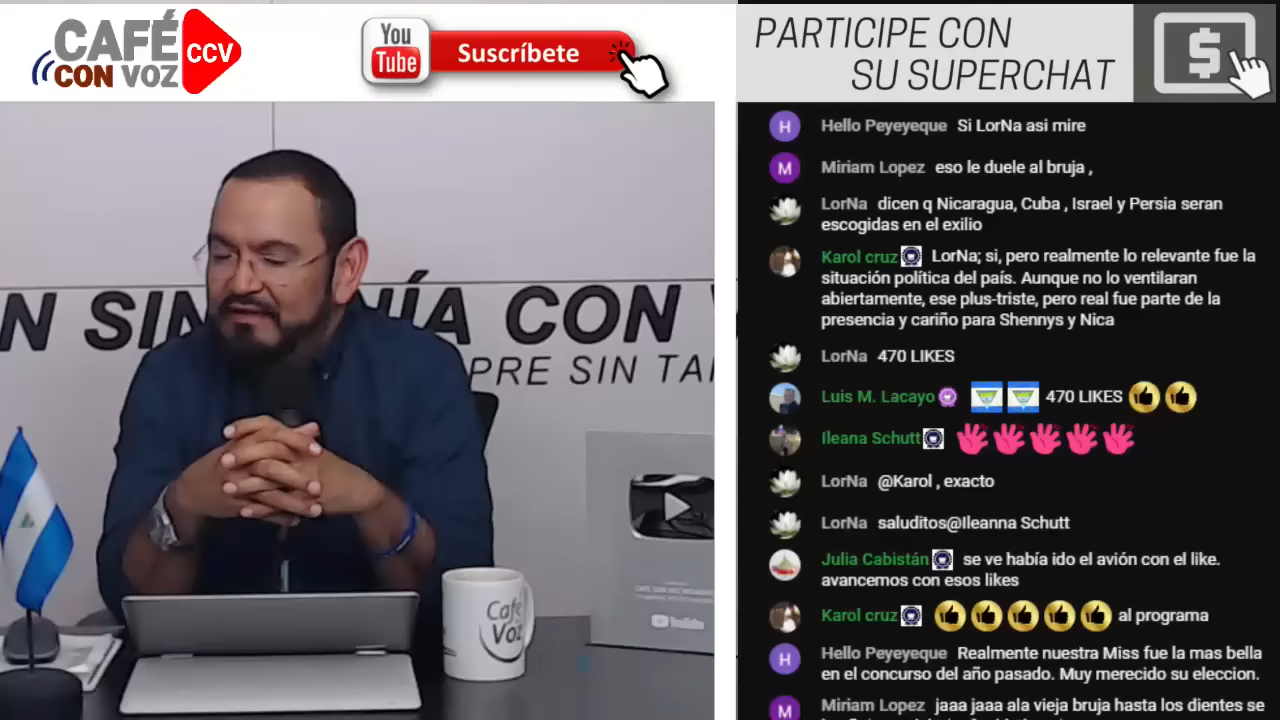 CAFÉ
CON VOZ
CCV
You
Tube
Suscríbete
PARTICIPE CON
SU SUPERCHAT
$
N SIN
ÍA CON V
PRE SIN TA
YouTube
Café
Voz
H Hello Peyeyeque Si LorNa asi mire
M Miriam Lopez eso le duele al bruja ,
LorNa dicen q Nicaragua, Cuba , Israel y Persia seran
escogidas en el exilio
Karol cruz LorNa; si, pero realmente lo relevante fue la
situación política del país. Aunque no lo ventilaran
abiertamente, ese plus-triste, pero real fue parte de la
presencia y cariño para Shennys y Nica
LorNa 470 LIKES
Luis M. Lacayo 470 LIKES
Ileana Schutt
LorNa @Karol , exacto
LorNa saluditos@Ileanna Schutt
Julia Cabistán se ve había ido el avión con el like.
avancemos con esos likes
Karol cruz al programa
H Hello Peyeyeque Realmente nuestra Miss fue la mas bella
en el concurso del año pasado. Muy merecido su eleccion.
M Miriam Lopez jaaa jaaa ala vieja bruja hasta los dientes se